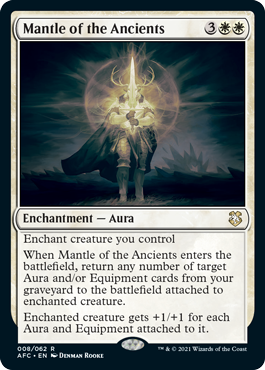 Mantle of the Ancients 3
Enchantment — Aura
Enchant creature you control
When Mantle of the Ancients enters the
battlefield, return any number of target
Aura and/or Equipment cards from your
graveyard to the battlefield attached to
enchanted creature.
Enchanted creature gets +1/+1 for each
Aura and Equipment attached to it.
008/062 R
AFC • EN DENMAN ROOKE ™ & © 2021 Wizards of the Coast